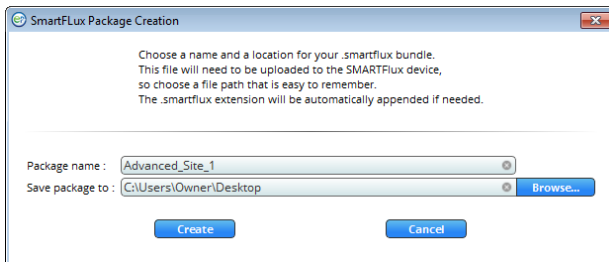 SmartFLux Package Creation
Choose a name and a location for your .smartflux bundle.
This file will need to be uploaded to the SMARTFlux device,
so choose a file path that is easy to remember.
The .smartflux extension will be automatically appended if needed.
Package name : Advanced_Site_1
Save package to : C:\Users\Owner\Desktop Browse...
Create Cancel